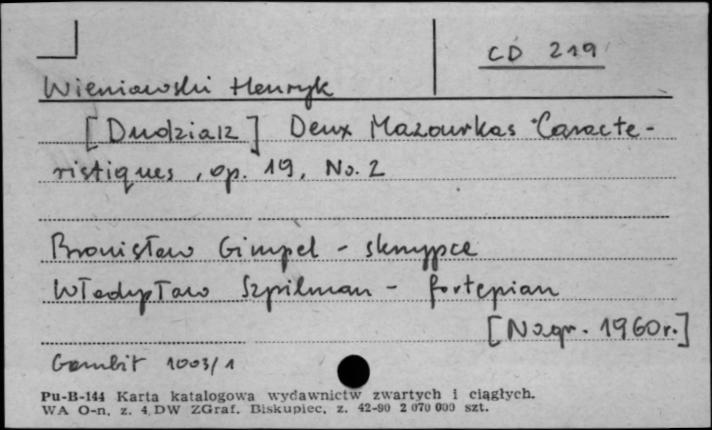 CD 219
Wieniawski Henryk
[Dudziarz] Deux Mazourkas Caracte-
ristiques, op. 19, No. 2
Bronisław Gimpel - skrzypce
Władysław Szpilman - fortepian
[Nagr. 1960r.]
Gambit 1003/1
Pu-B-144 Karta katalogowa wydawnictw zwartych i ciągłych.
WA O-n, z. 4, DW ZGraf. Biskupiec, z. 42-90 2 070 000 szt.